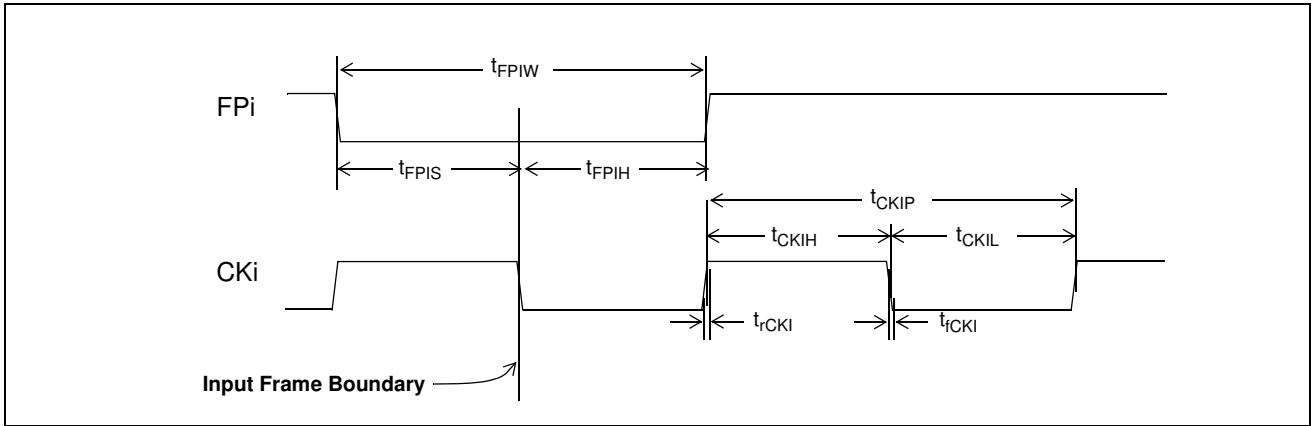 tFPIW
FPi
tFPIS
tFPIH
tCKIP
tCKIH
tCKIL
CKi
trCKI
tfCKI
Input Frame Boundary